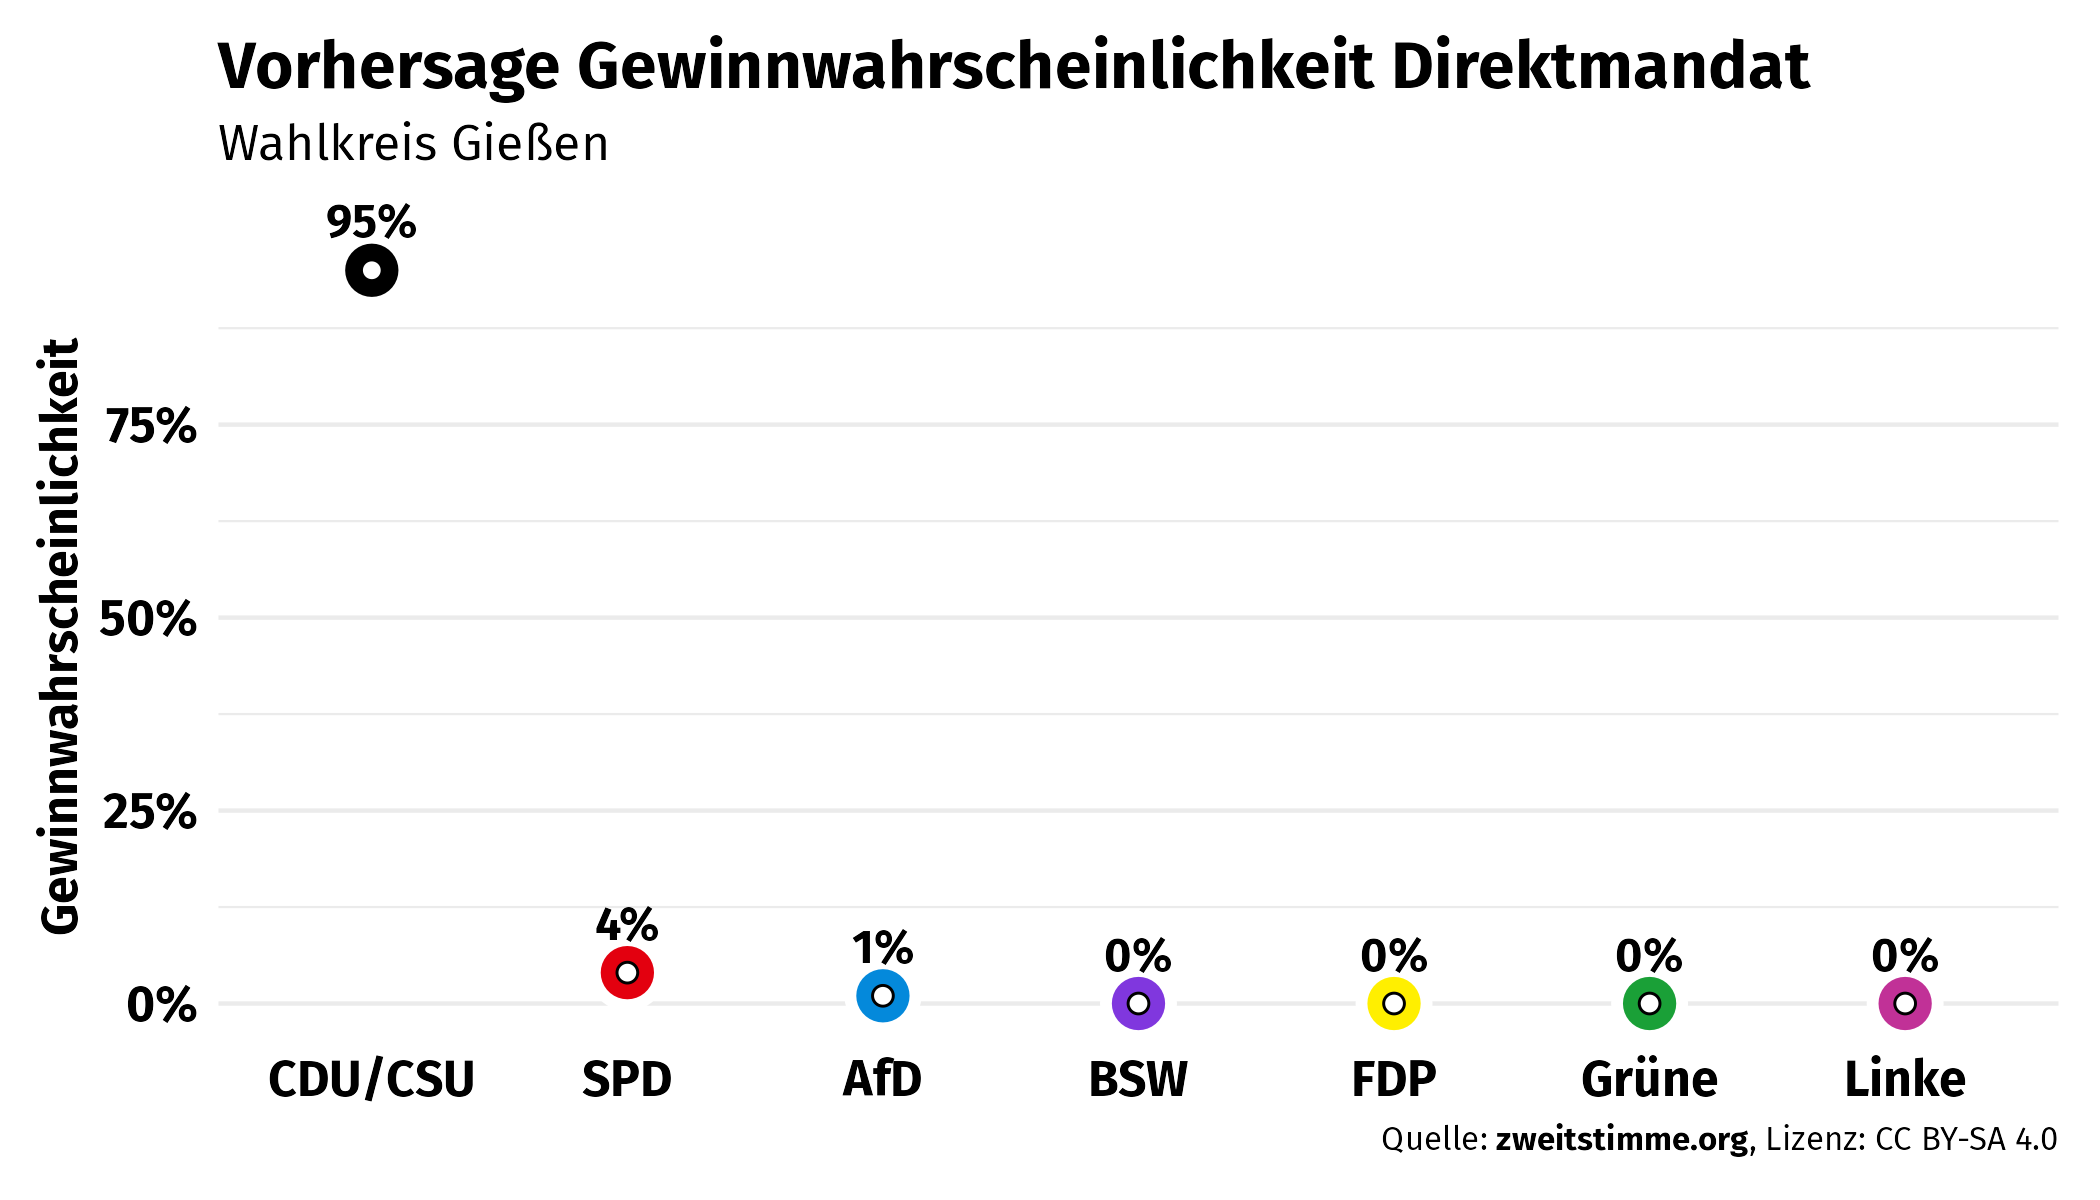 Vorhersage Gewinnwahrscheinlichkeit Direktmandat
Wahlkreis Gießen
Gewinnwahrscheinlichkeit
75%
50%
25%
0%
95%
4%
1%
0%
0%
0%
0%
CDU/CSU
SPD
AfD
BSW
FDP
Grüne
Linke
Quelle: zweitstimme.org, Lizenz: CC BY-SA 4.0